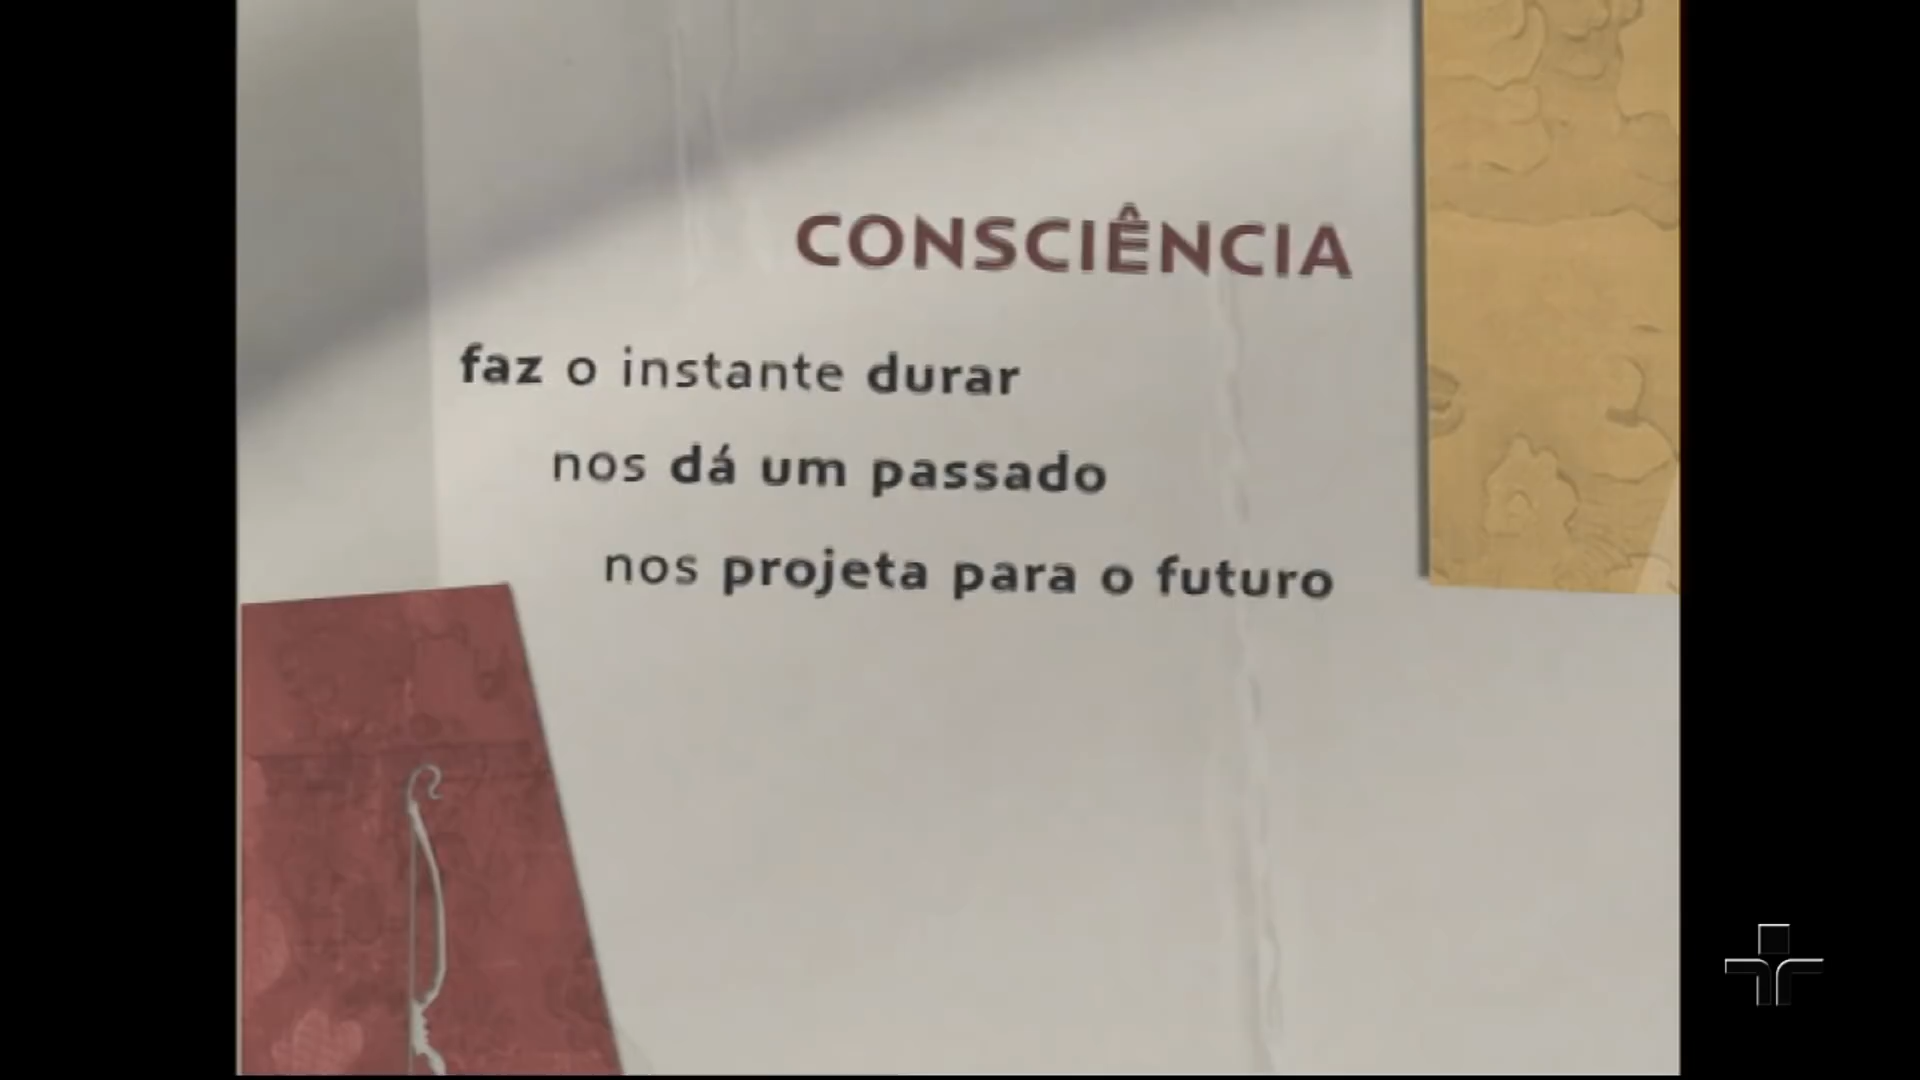 CONSCIÊNCIA
faz o instante durar
nos dá um passado
nos projeta para o futuro